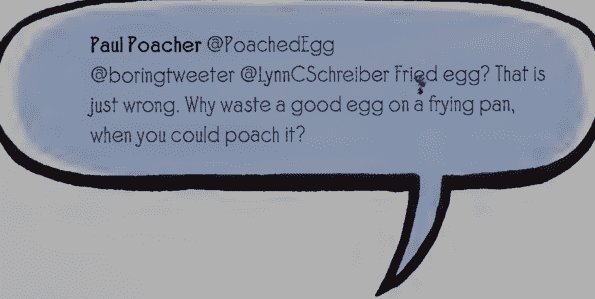 Paul Poacher @PoachedEgg
@boringtweeter @LynnCSchreiber Fried egg? That is
just wrong. Why waste a good egg on a frying pan,
when you could poach it?